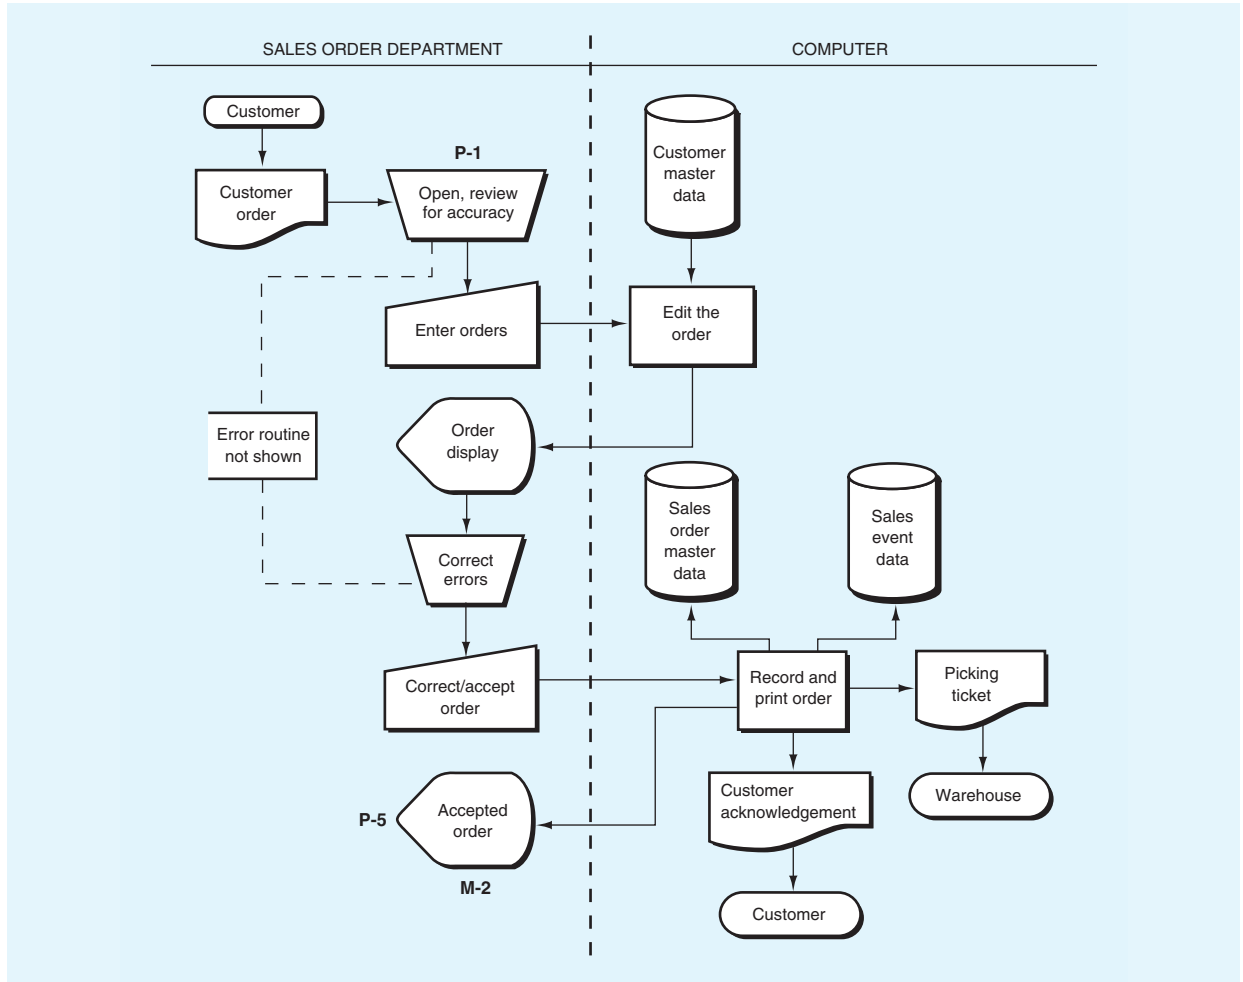 SALES ORDER DEPARTMENT
COMPUTER
Customer
P-1
Customer
order
Open, review
for accuracy
Customer
master
data
Enter orders
Edit the
order
Order
display
Error routine
not shown
Sales
order
master
data
Sales
event
data
Correct
errors
Correct/accept
order
Record and
print order
Picking
ticket
P-5
Accepted
order
M-2
Customer
acknowledgement
Warehouse
Customer